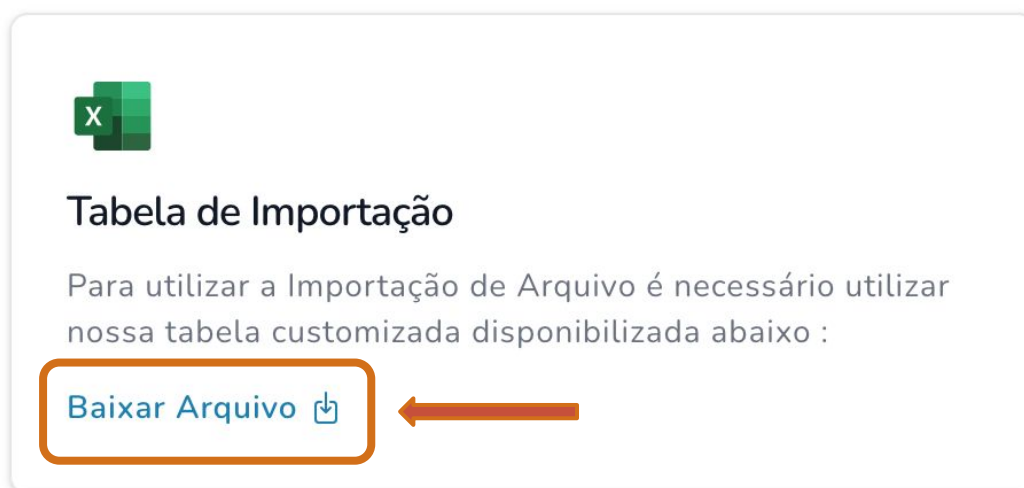 X
Tabela de Importação
Para utilizar a Importação de Arquivo é necessário utilizar
nossa tabela customizada disponibilizada abaixo :
Baixar Arquivo